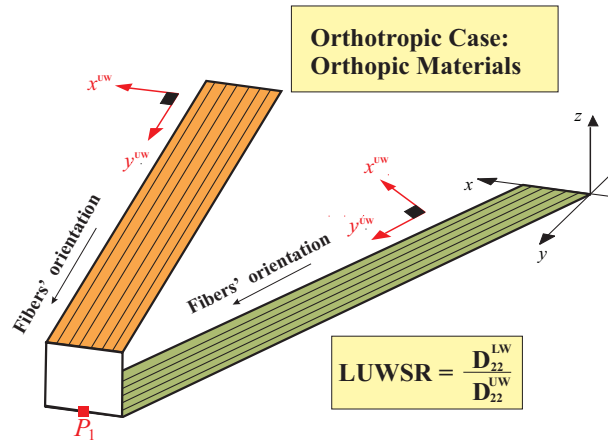 Orthotropic Case:
Orthopic Materials
x^UW
y^UW
z
x^UW
x
y^UW
y
Fibers' orientation
Fibers' orientation
LUWSR = D_22^LW / D_22^UW
P_1